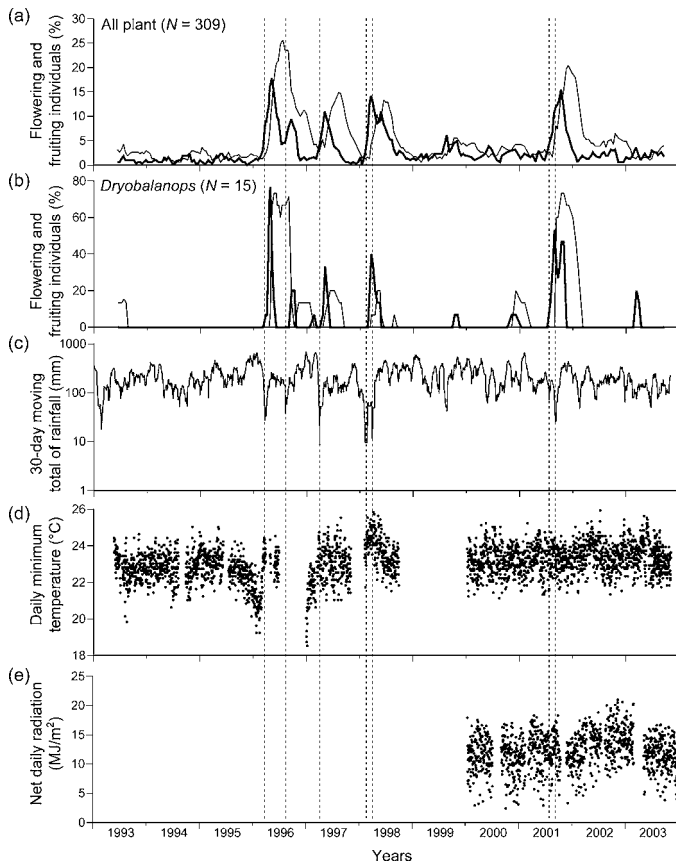 (a)
All plant (N = 309)
Flowering and
fruiting individuals (%)
30
25
20
15
10
5
0
(b)
Dryobalanops (N = 15)
Flowering and
fruiting individuals (%)
80
60
40
20
0
(c)
30-day moving
total of rainfall (mm)
1000
100
10
1
(d)
Daily minimum
temperature (°C)
26
24
22
20
18
(e)
Net daily radiation
(MJ/m²)
25
20
15
10
5
0
1993 1994 1995 1996 1997 1998 1999 2000 2001 2002 2003
Years